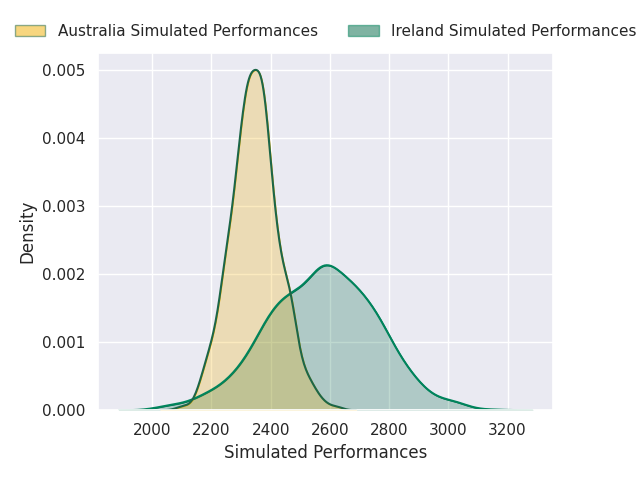 Australia Simulated Performances
Ireland Simulated Performances
0.005
0.004
0.003
0.002
0.001
0.000
Density
2000 2200 2400 2600 2800 3000 3200
Simulated Performances